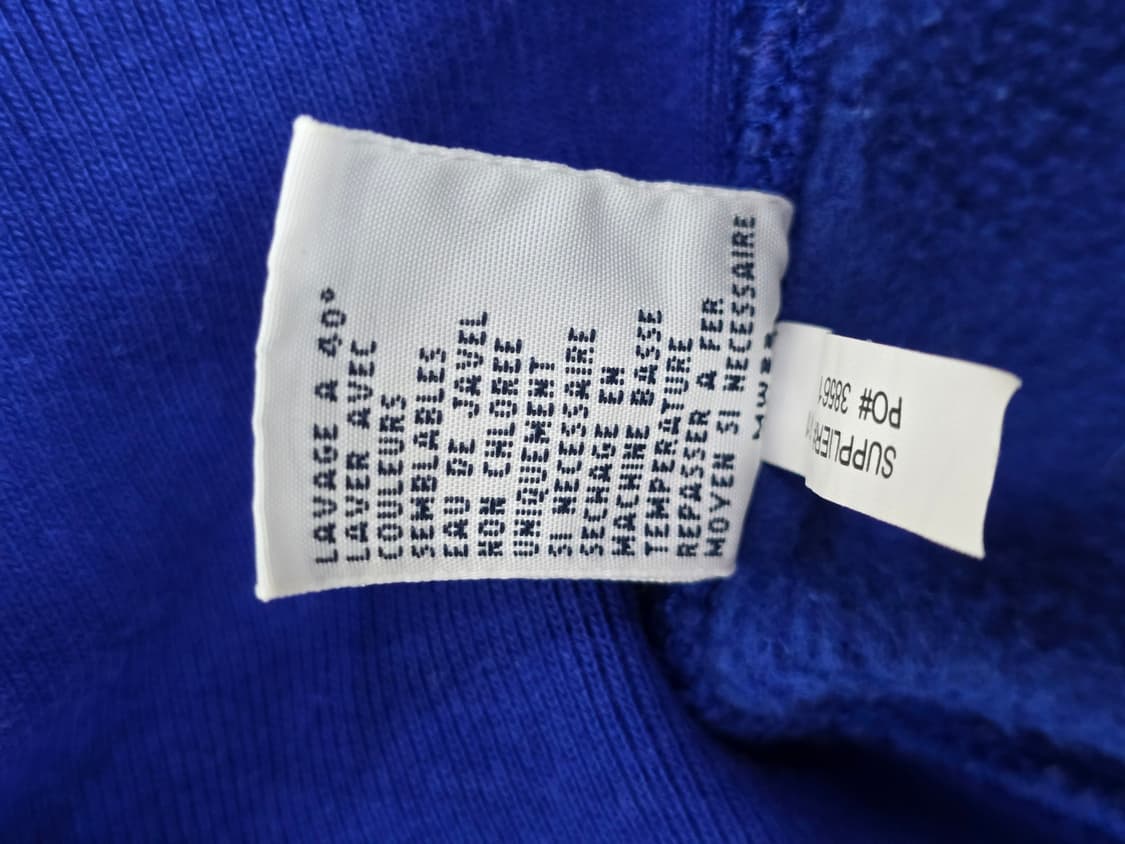 LAVAGE A 40°
LAVER AVEC
COULEURS
SEMBLABLES
EAU DE JAVEL
NON CHLOREE
UNIQUEMENT
SI NECESSAIRE
SECHAGE EN
MACHINE BASSE
TEMPERATURE
REPASSER A FER
MOYEN SI NECESSAIRE
SUPPLIER#
PO# 38561